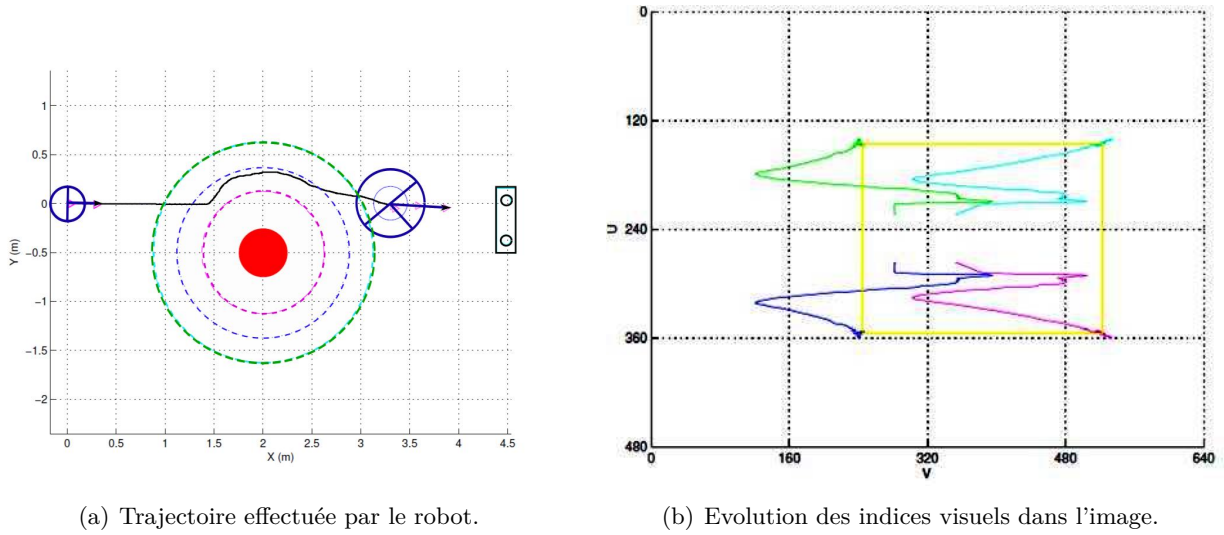 1
0.5
0
−0.5
−1
−1.5
−2
Y (m)
0 0.5 1 1.5 2 2.5 3 3.5 4 4.5
X (m)
(a) Trajectoire effectuée par le robot.
0
120
240
360
480
U
0 160 320 480 640
V
(b) Evolution des indices visuels dans l'image.